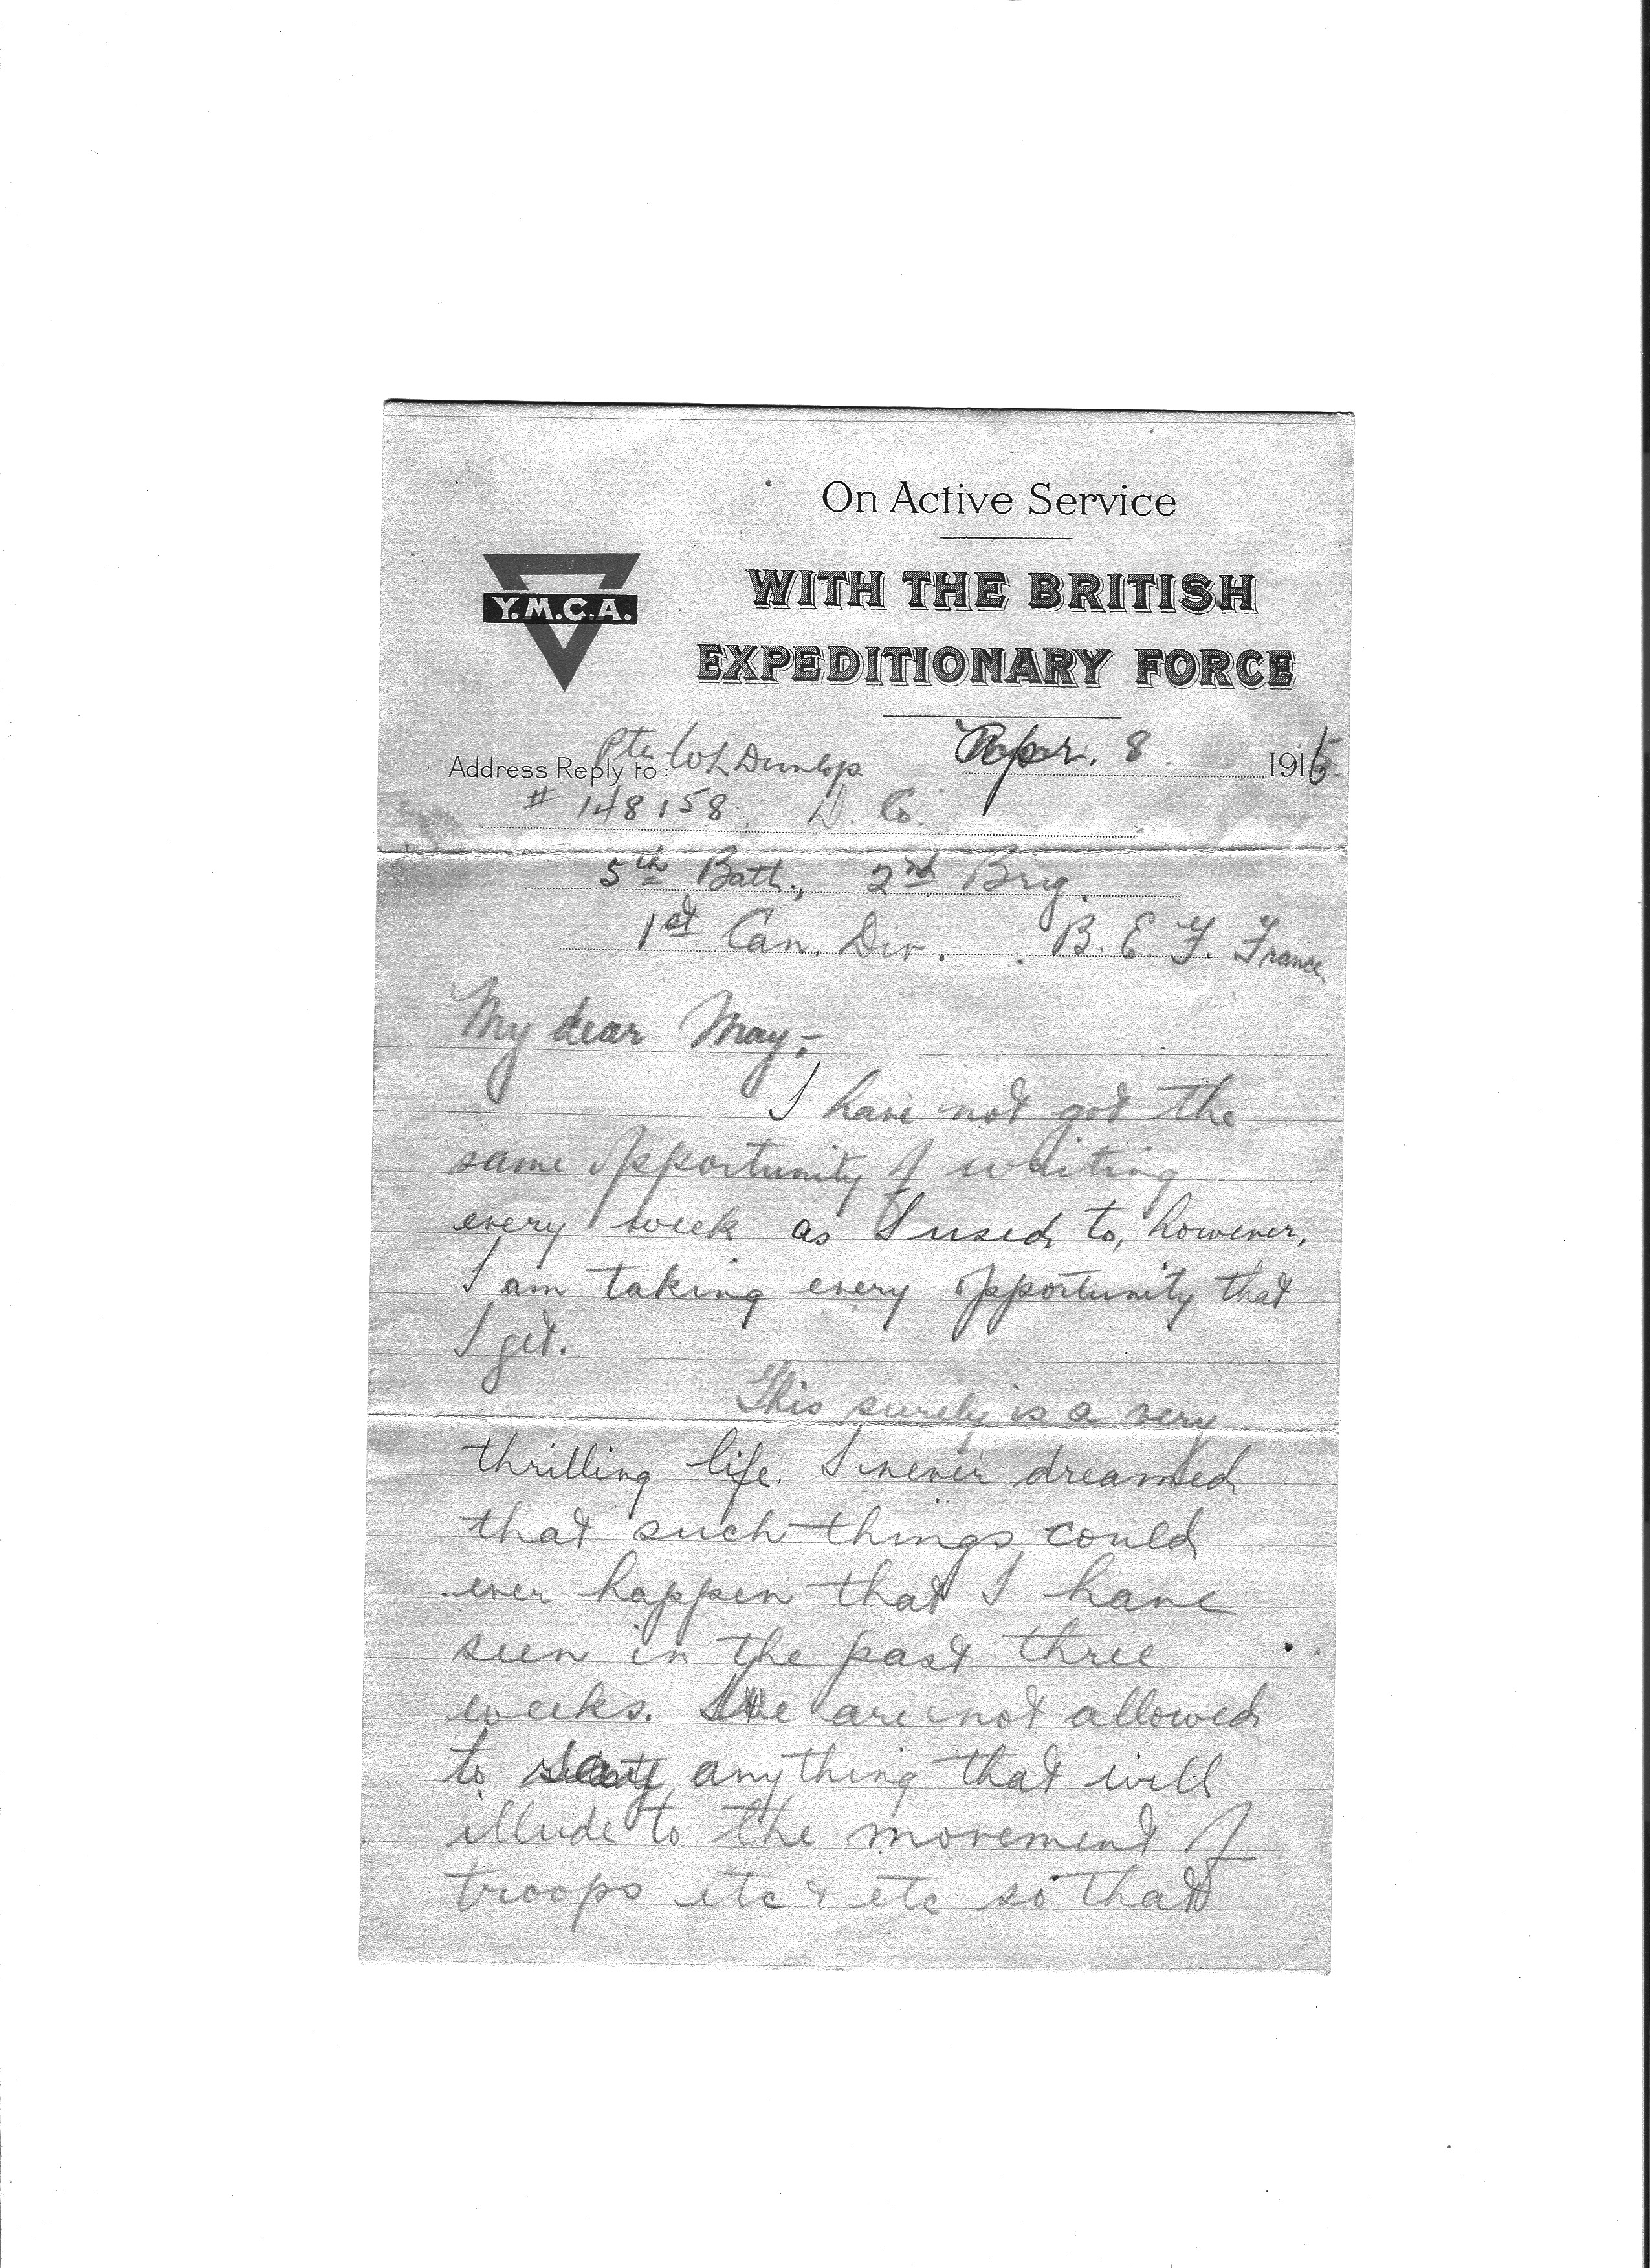 On Active Service
WITH THE BRITISH
Y.M.C.A.
EXPEDITIONARY FORCE
Address Reply to: Pte W L Dunlop Apr. 8 1916
# 148158. D. Co.
5th Batt., 2nd Brig.
1st Can. Div. B. E. F. France.
My dear May:-
I have not got the
same opportunity of writing
every week as I used to, however,
I am taking every opportunity that
I get.
This surely is a very
thrilling life. I never dreamed
that such things could
ever happen that I have
seen in the past three
weeks. We are not allowed
to say anything that will
illude to the movement of
troops etc & etc so that